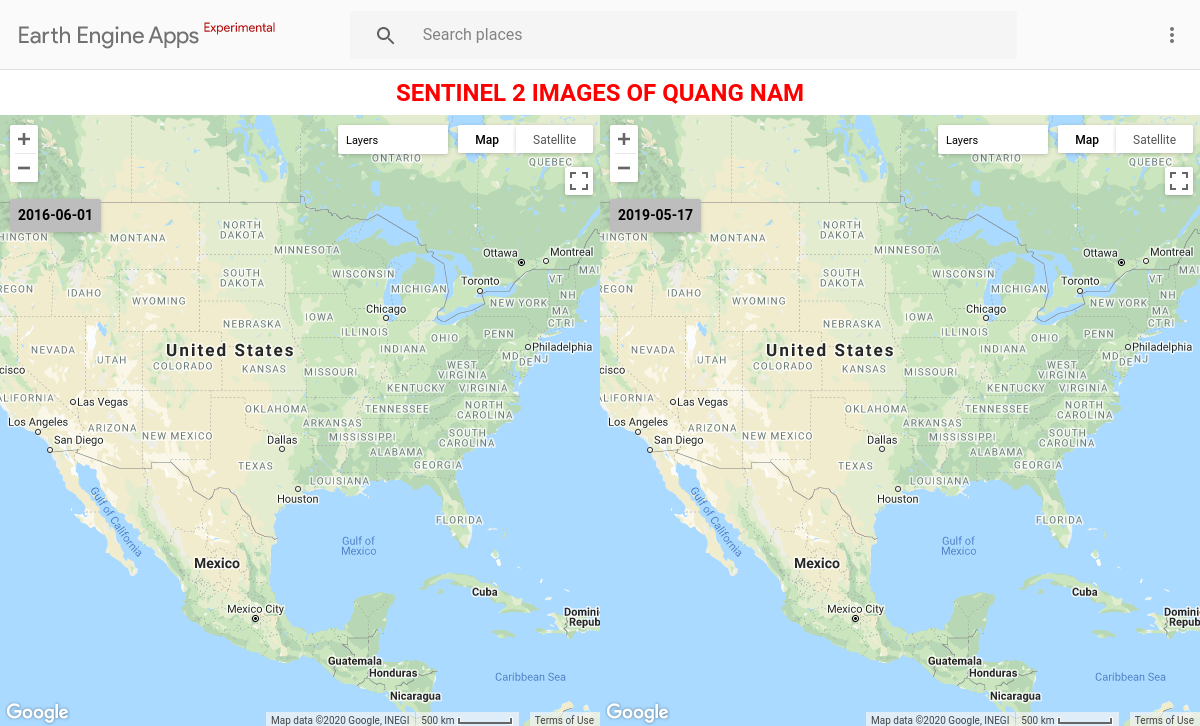 Earth Engine Apps Experimental
Search places
SENTINEL 2 IMAGES OF QUANG NAM
Layers
Map
Satellite
ONTARIO
QUEBEC
2016-06-01
INGTON
MONTANA
NORTH
DAKOTA
MINNESOTA
Ottawa
Montreal
SOUTH
DAKOTA
WISCONSIN
MICHIGAN
Toronto
VT
MAI
NH
EGON
IDAHO
WYOMING
NEW YORK
MA
CT RI
Chicago
IOWA
NEBRASKA
ILLINOIS
INDIANA
OHIO
PENN
Philadelphia
MD
DE
NJ
NEVADA
UTAH
United States
COLORADO
KANSAS
MISSOURI
WEST
VIRGINIA
VIRGINIA
KENTUCKY
cisco
ALIFORNIA
Las Vegas
OKLAHOMA
TENNESSEE
NORTH
CAROLINA
Los Angeles
ARIZONA
NEW MEXICO
ARKANSAS
MISSISSIPPI
SOUTH
CAROLINA
San Diego
Dallas
ALABAMA
TEXAS
GEORGIA
LOUISIANA
Houston
Gulf of California
FLORIDA
Gulf of
Mexico
Mexico
Cuba
Mexico City
Domini
Repub
Guatemala
Honduras
Caribbean Sea
Nicaragua
Google
Map data ©2020 Google, INEGI
500 km
Terms of Use
Layers
Map
Satellite
ONTARIO
QUEBEC
2019-05-17
INGTON
MONTANA
NORTH
DAKOTA
MINNESOTA
Ottawa
Montreal
SOUTH
DAKOTA
WISCONSIN
MICHIGAN
Toronto
VT
MAI
NH
EGON
IDAHO
WYOMING
NEW YORK
MA
CT RI
Chicago
IOWA
NEBRASKA
ILLINOIS
INDIANA
OHIO
PENN
Philadelphia
MD
DE
NJ
NEVADA
UTAH
United States
COLORADO
KANSAS
MISSOURI
WEST
VIRGINIA
VIRGINIA
KENTUCKY
cisco
ALIFORNIA
Las Vegas
OKLAHOMA
TENNESSEE
NORTH
CAROLINA
Los Angeles
ARIZONA
NEW MEXICO
ARKANSAS
MISSISSIPPI
SOUTH
CAROLINA
San Diego
Dallas
ALABAMA
TEXAS
GEORGIA
LOUISIANA
Houston
Gulf of California
FLORIDA
Gulf of
Mexico
Mexico
Cuba
Mexico City
Domini
Repub
Guatemala
Honduras
Caribbean Sea
Nicaragua
Google
Map data ©2020 Google, INEGI
500 km
Terms of Use